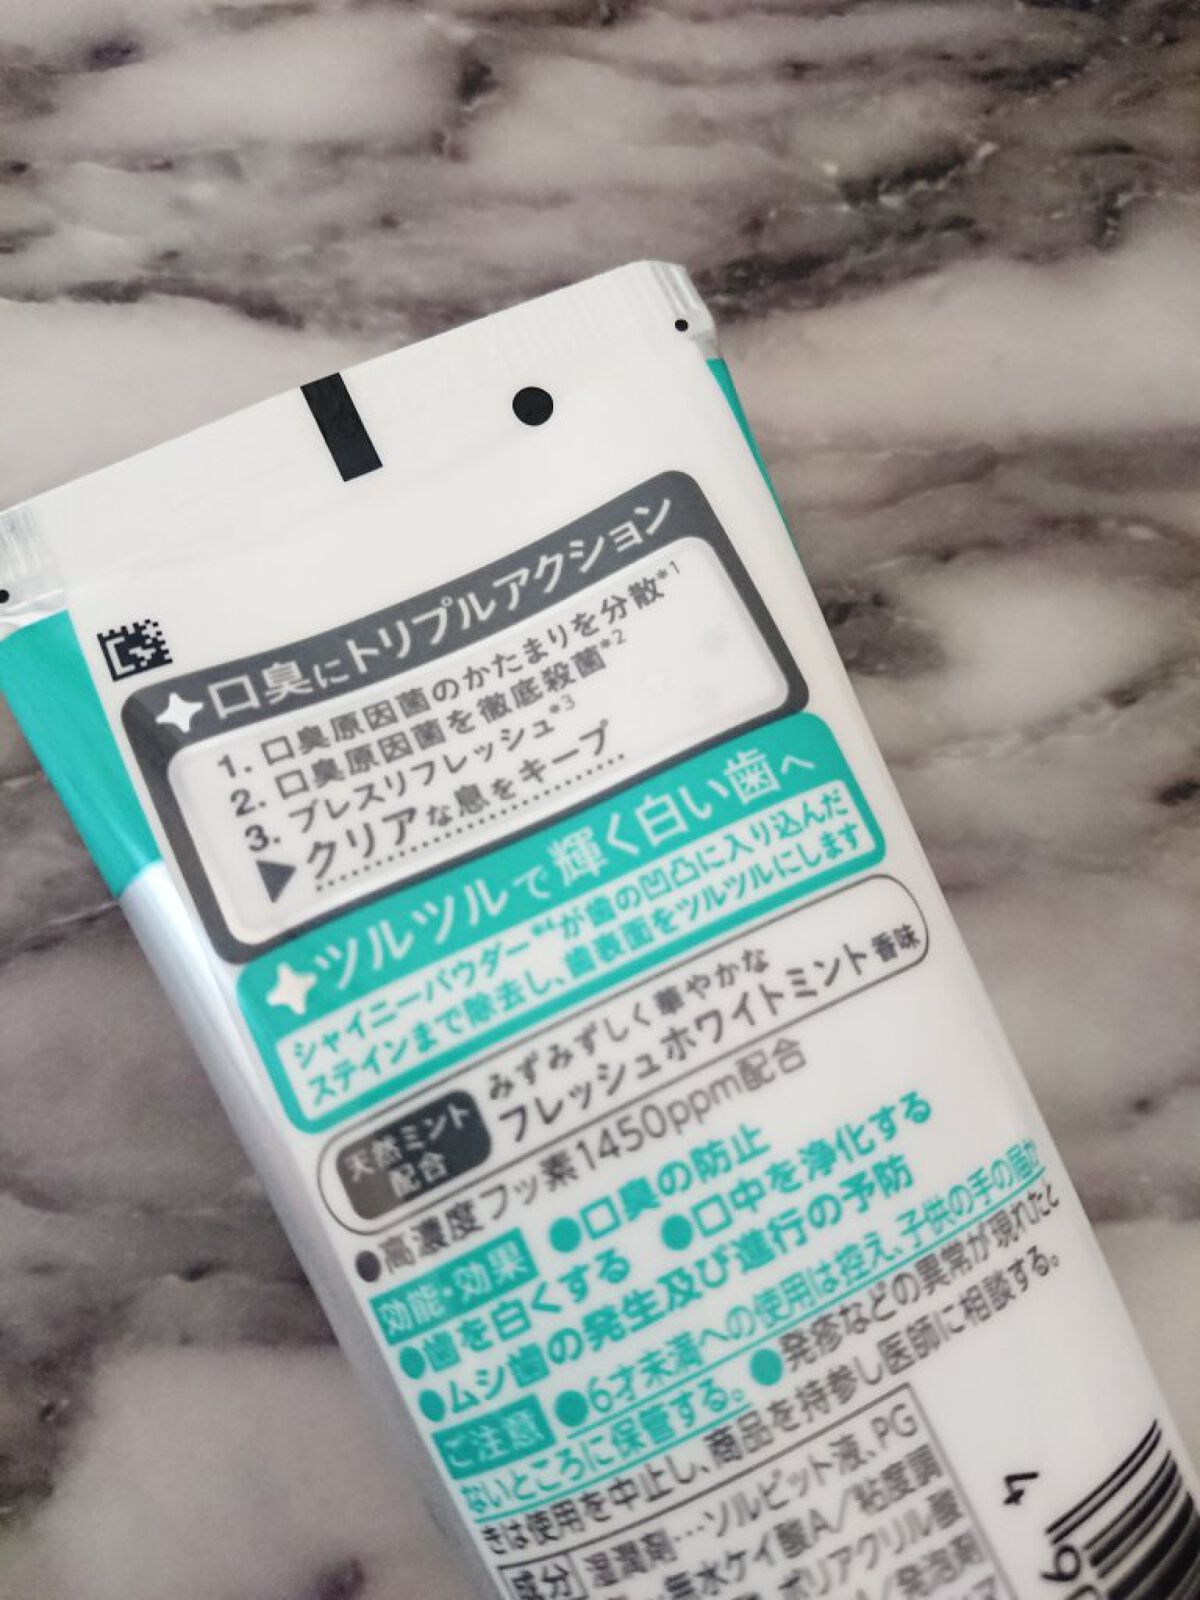 口臭にトリプルアクション
1. 口臭原因菌のかたまりを分散*1
2. 口臭原因菌を徹底殺菌*2
3. ブレスリフレッシュ*3
▶クリアな息をキープ
ツルツルで輝く白い歯へ
シャイニーパウダー*4が歯の凹凸に入り込んだ
ステインまで除去し、歯表面をツルツルにします
天然ミント
配合
みずみずしく華やかな
フレッシュホワイトミント香味
●高濃度フッ素1450ppm配合
効能・効果 ●口臭の防止
●歯を白くする ●口中を浄化する
●ムシ歯の発生及び進行の予防
ご注意 ●6才未満への使用は控え、子供の手の届か
ないところに保管する。●発疹などの異常が現れたと
きは使用を中止し、商品を持参し医師に相談する。
成分 湿潤剤…ソルビット液、PG
無水ケイ酸A／粘度調
ポリアクリル酸
／発泡剤
4